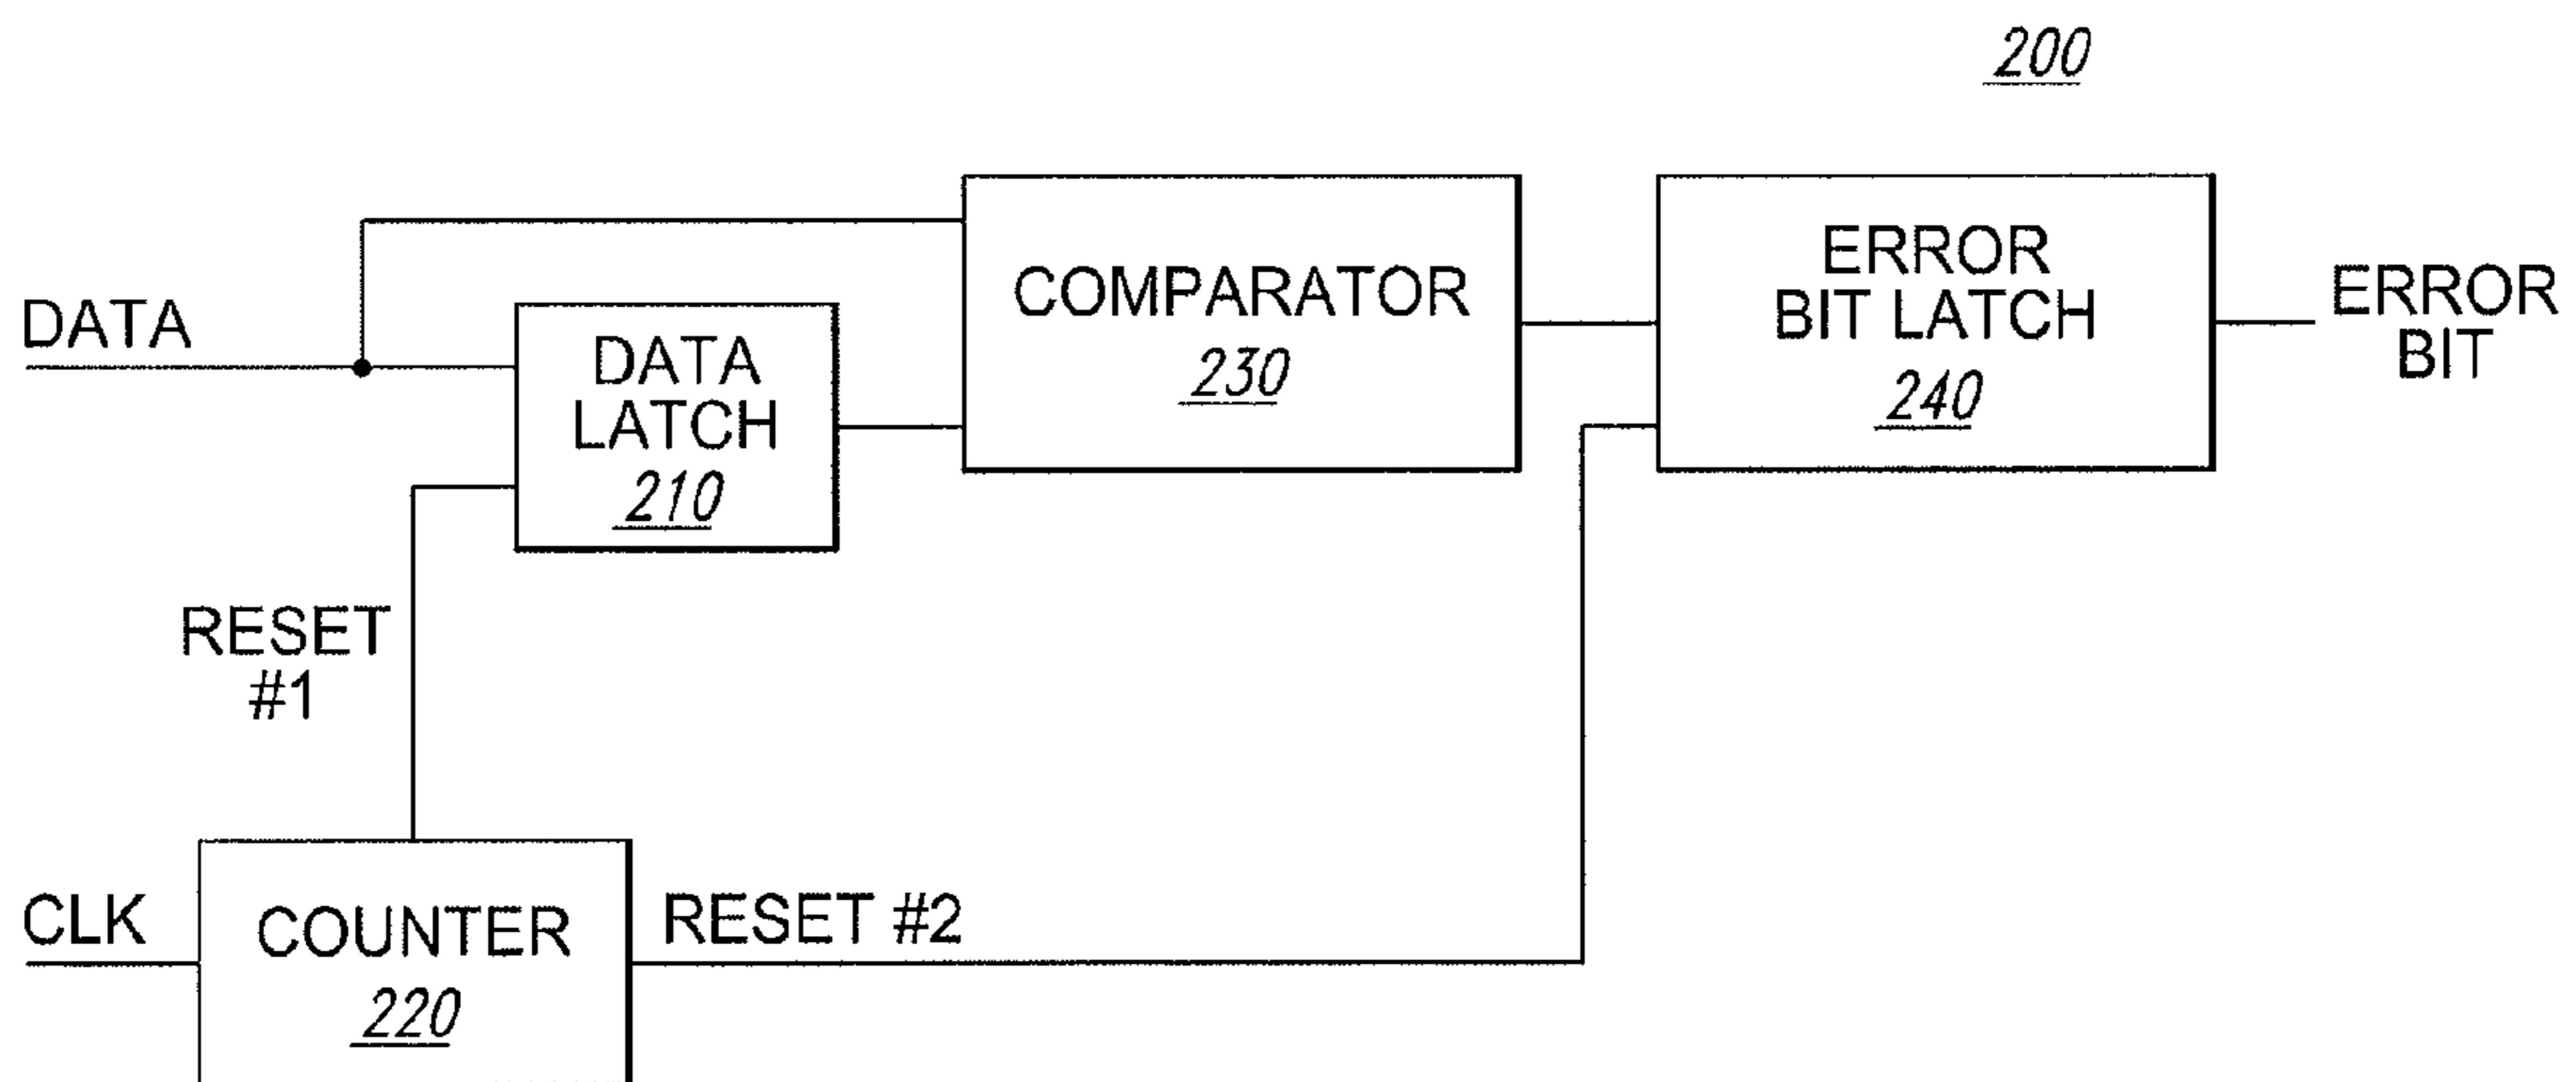 200
DATA
DATA
LATCH
210
COMPARATOR
230
ERROR
BIT LATCH
240
ERROR
BIT
RESET
#1
CLK
COUNTER
220
RESET #2